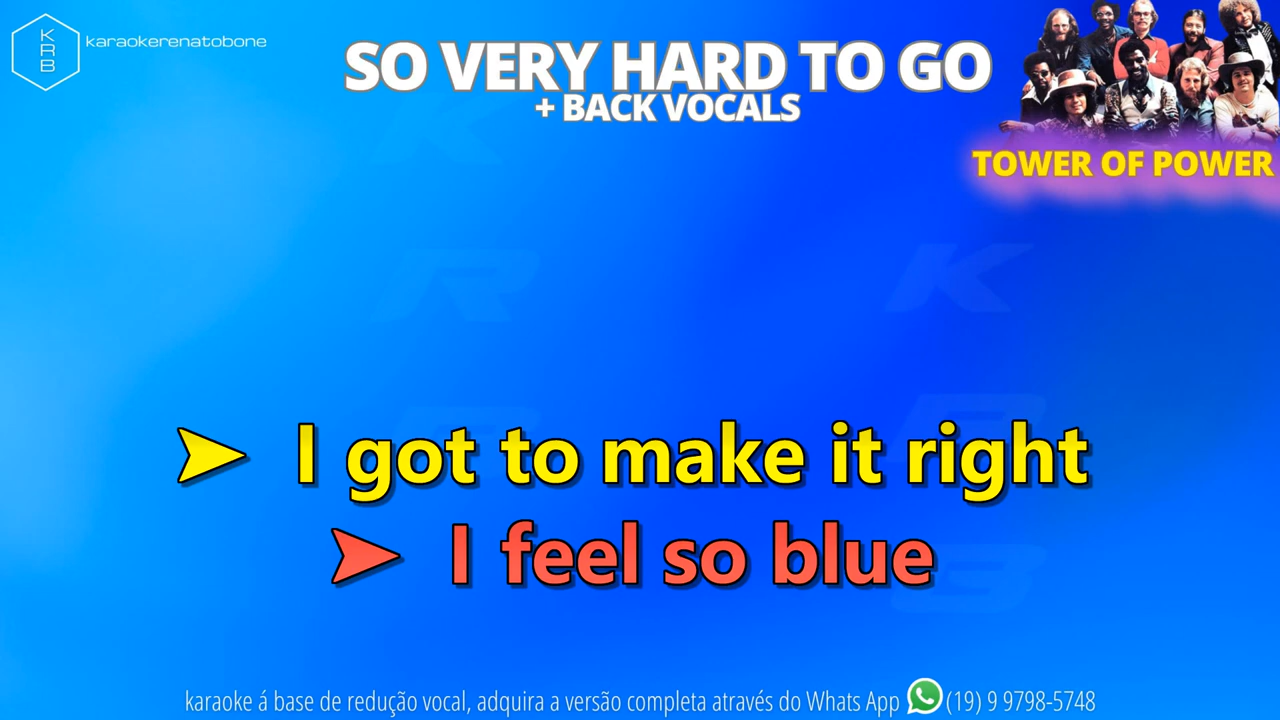 KRB
karaokerenatobone
SO VERY HARD TO GO
+ BACK VOCALS
TOWER OF POWER
➤ I got to make it right
➤ I feel so blue
karaoke á base de redução vocal, adquira a versão completa através do Whats App (19) 9 9798-5748